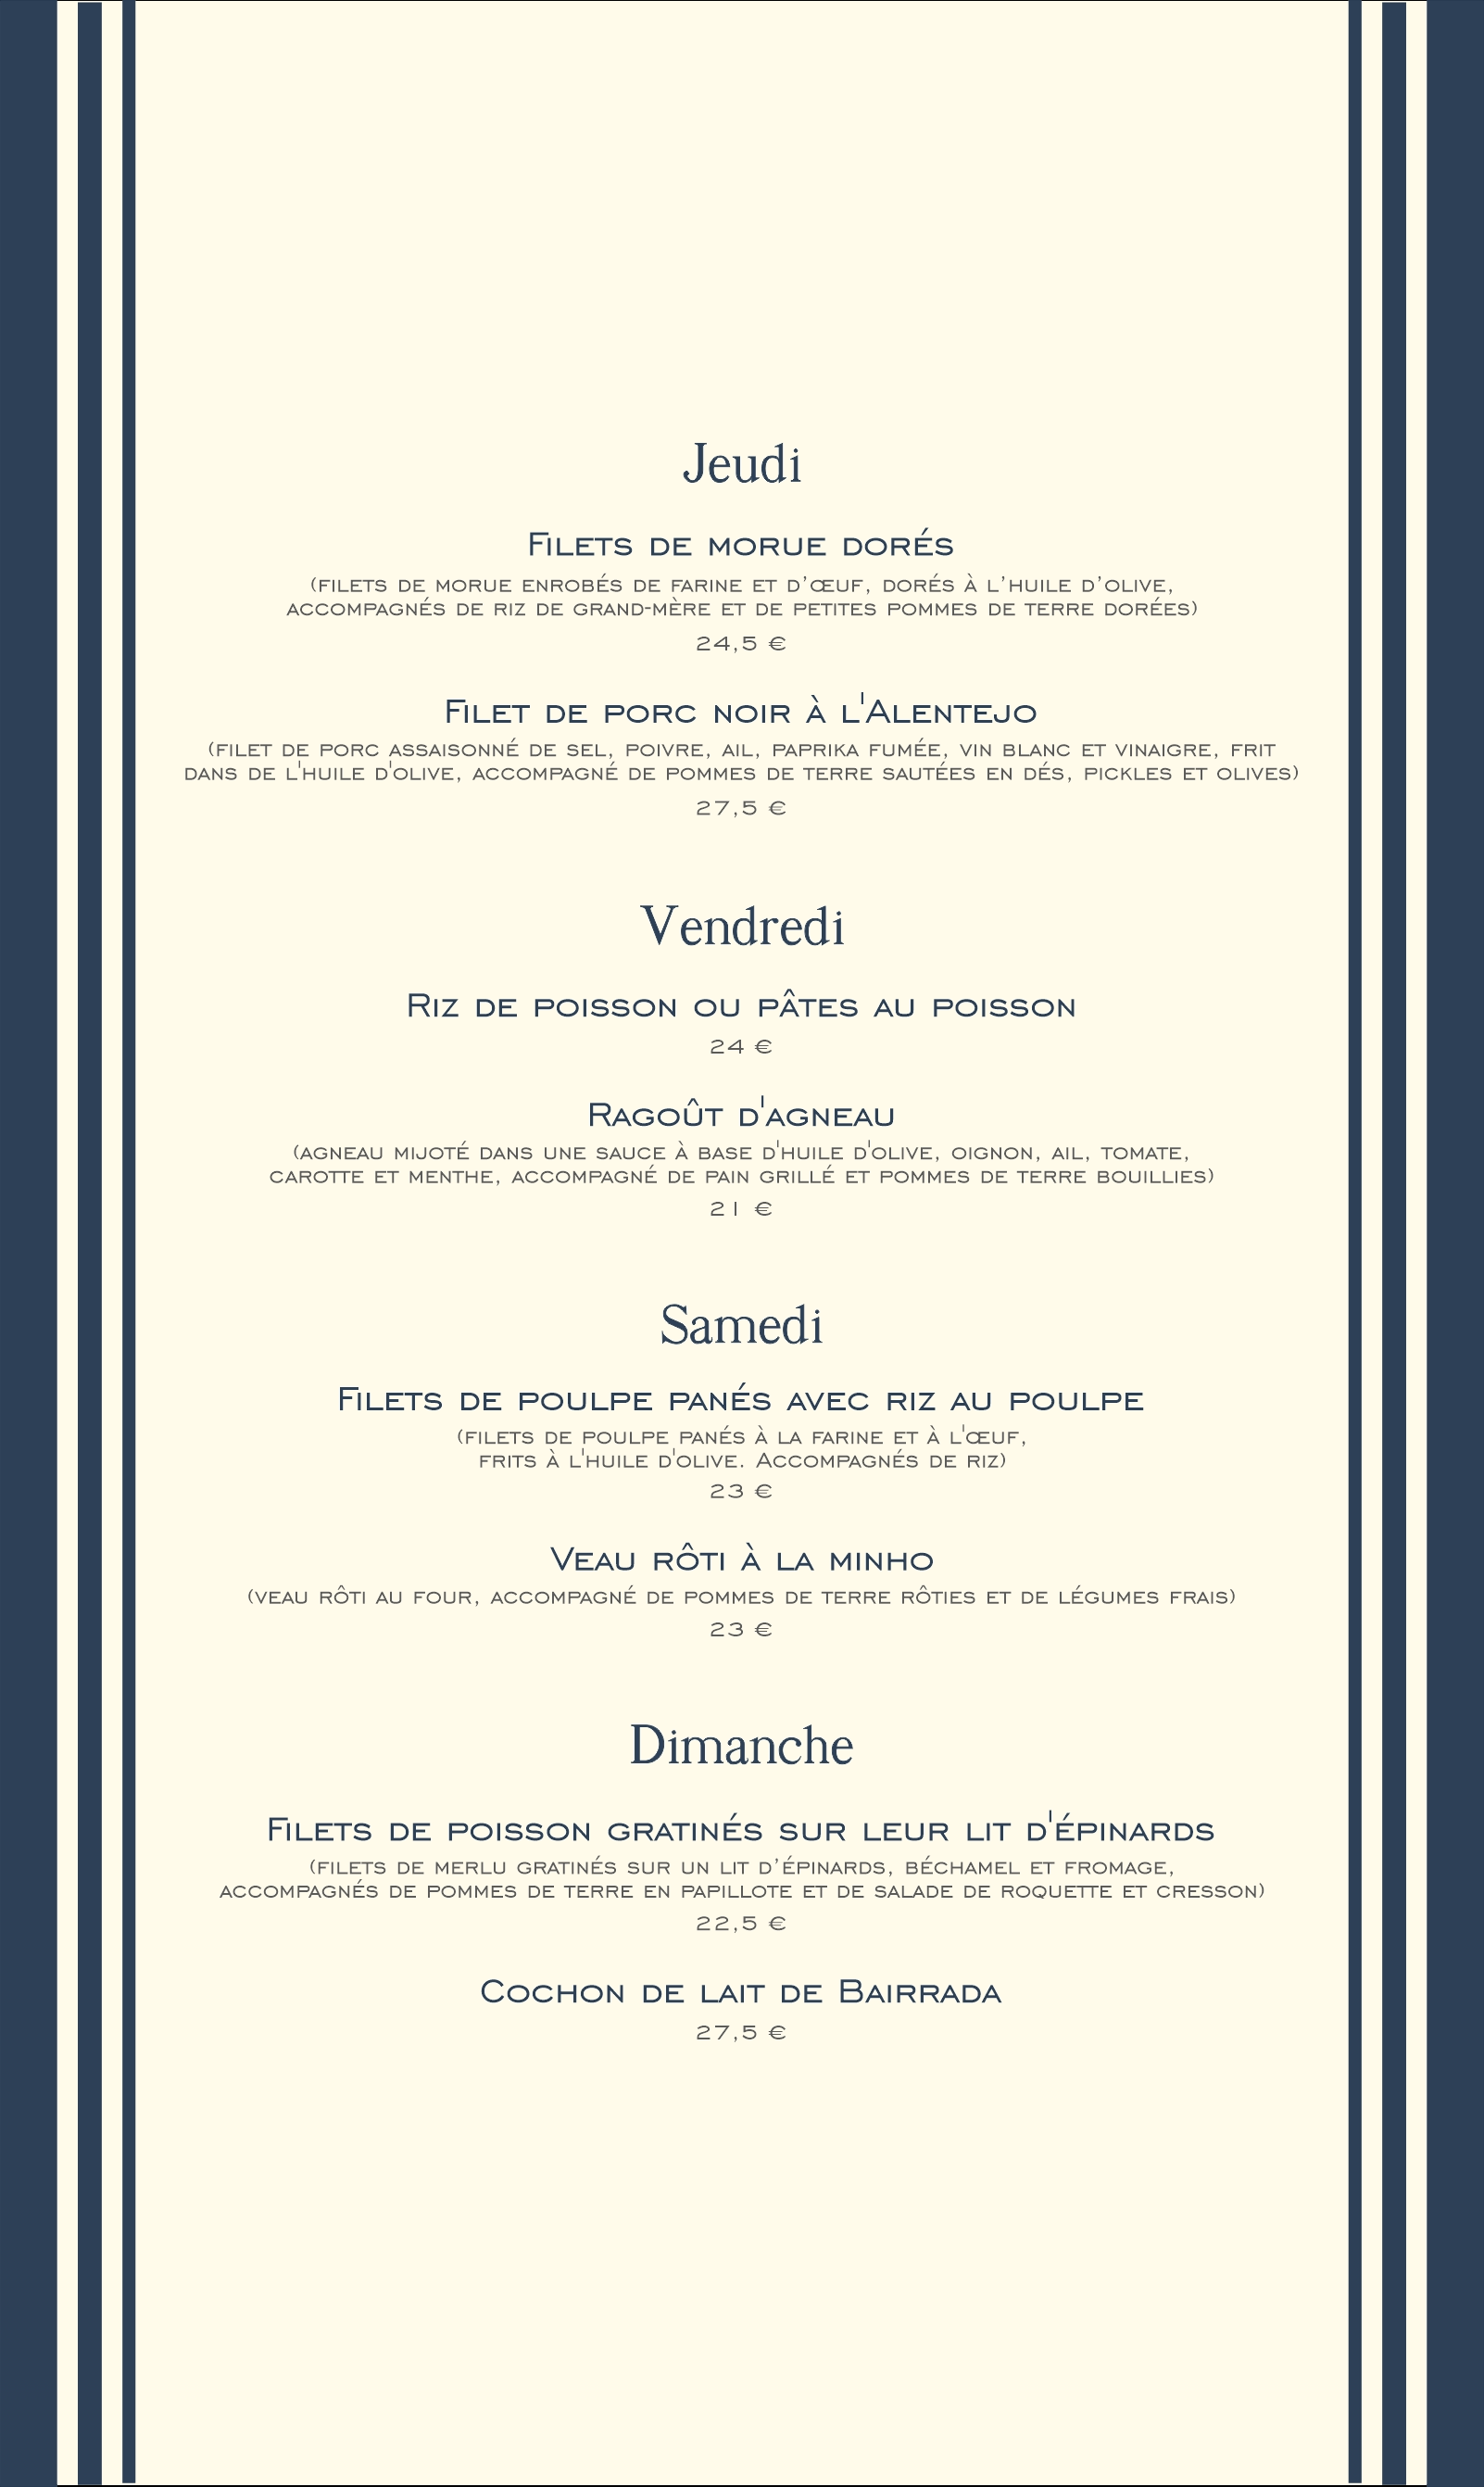 Jeudi
Filets de morue dorés
(filets de morue enrobés de farine et d’œuf, dorés à l’huile d’olive,
accompagnés de riz de grand-mère et de petites pommes de terre dorées)
24,5 €
Filet de porc noir à l'Alentejo
(filet de porc assaisonné de sel, poivre, ail, paprika fumée, vin blanc et vinaigre, frit
dans de l'huile d'olive, accompagné de pommes de terre sautées en dés, pickles et olives)
27,5 €
Vendredi
Riz de poisson ou pâtes au poisson
24 €
Ragoût d'agneau
(agneau mijoté dans une sauce à base d'huile d'olive, oignon, ail, tomate,
carotte et menthe, accompagné de pain grillé et pommes de terre bouillies)
21 €
Samedi
Filets de poulpe panés avec riz au poulpe
(filets de poulpe panés à la farine et à l'œuf,
frits à l'huile d'olive. Accompagnés de riz)
23 €
Veau rôti à la minho
(veau rôti au four, accompagné de pommes de terre rôties et de légumes frais)
23 €
Dimanche
Filets de poisson gratinés sur leur lit d'épinards
(filets de merlu gratinés sur un lit d’épinards, béchamel et fromage,
accompagnés de pommes de terre en papillote et de salade de roquette et cresson)
22,5 €
Cochon de lait de Bairrada
27,5 €